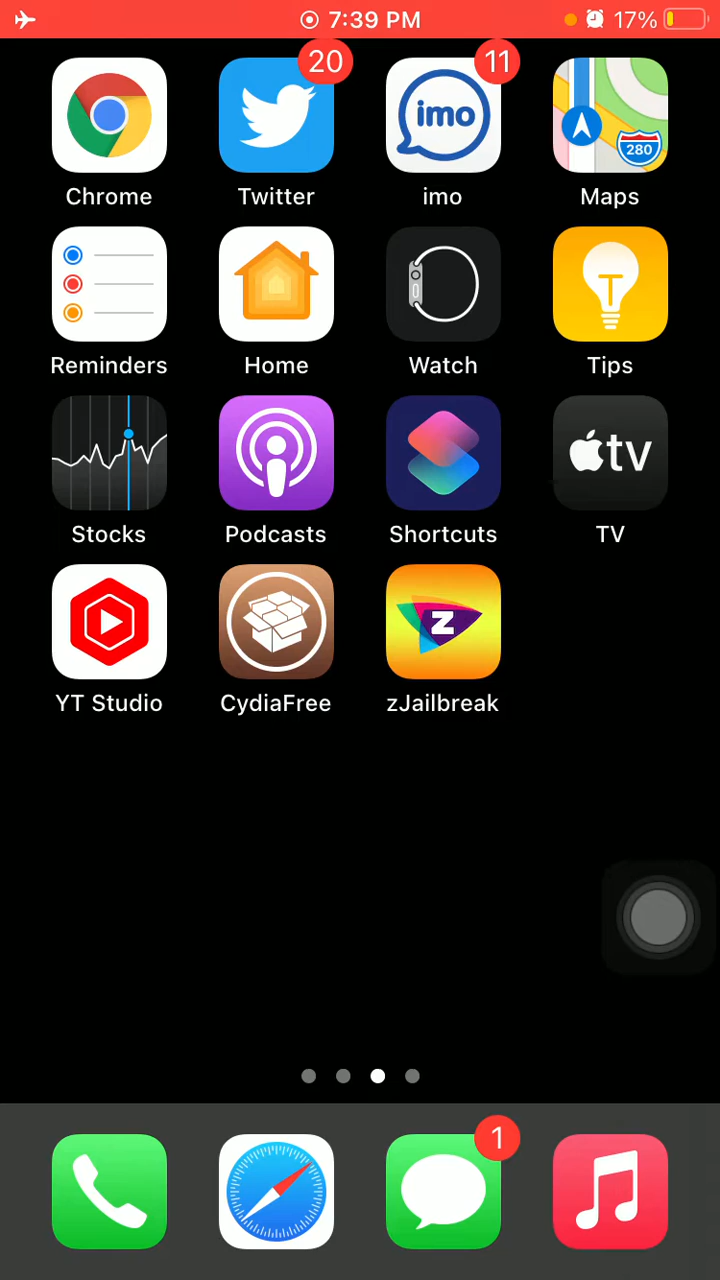 7:39 PM 17%
20 11
imo 280
Chrome Twitter imo Maps
T
Reminders Home Watch Tips
tv
Stocks Podcasts Shortcuts TV
Z
YT Studio CydiaFree zJailbreak
1